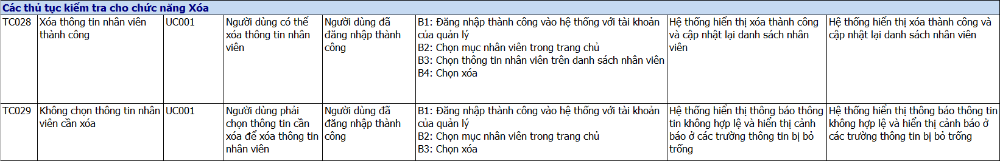 Các thủ tục kiểm tra cho chức năng Xóa
TC028
Xóa thông tin nhân viên
thành công
UC001
Người dùng có thể
xóa thông tin nhân
viên
Người dùng đã
đăng nhập thành
công
B1: Đăng nhập thành công vào hệ thống với tài khoản
của quản lý
B2: Chọn mục nhân viên trong trang chủ
B3: Chọn thông tin nhân viên trên danh sách nhân viên
B4: Chọn xóa
Hệ thống hiển thị xóa thành công
và cập nhật lại danh sách nhân
viên
Hệ thống hiển thị xóa thành công và
cập nhật lại danh sách nhân viên
TC029
Không chọn thông tin nhân
viên cần xóa
UC001
Người dùng phải
chọn thông tin cần
xóa để xóa thông tin
nhân viên
Người dùng đã
đăng nhập thành
công
B1: Đăng nhập thành công vào hệ thống với tài khoản
của quản lý
B2: Chọn mục nhân viên trong trang chủ
B3: Chọn xóa
Hệ thống hiển thị thông báo thông
tin không hợp lệ và hiển thị cảnh
báo ở các trường thông tin bị bỏ
trống
Hệ thống hiển thị thông báo thông tin
không hợp lệ và hiển thị cảnh báo ở
các trường thông tin bị bỏ trống